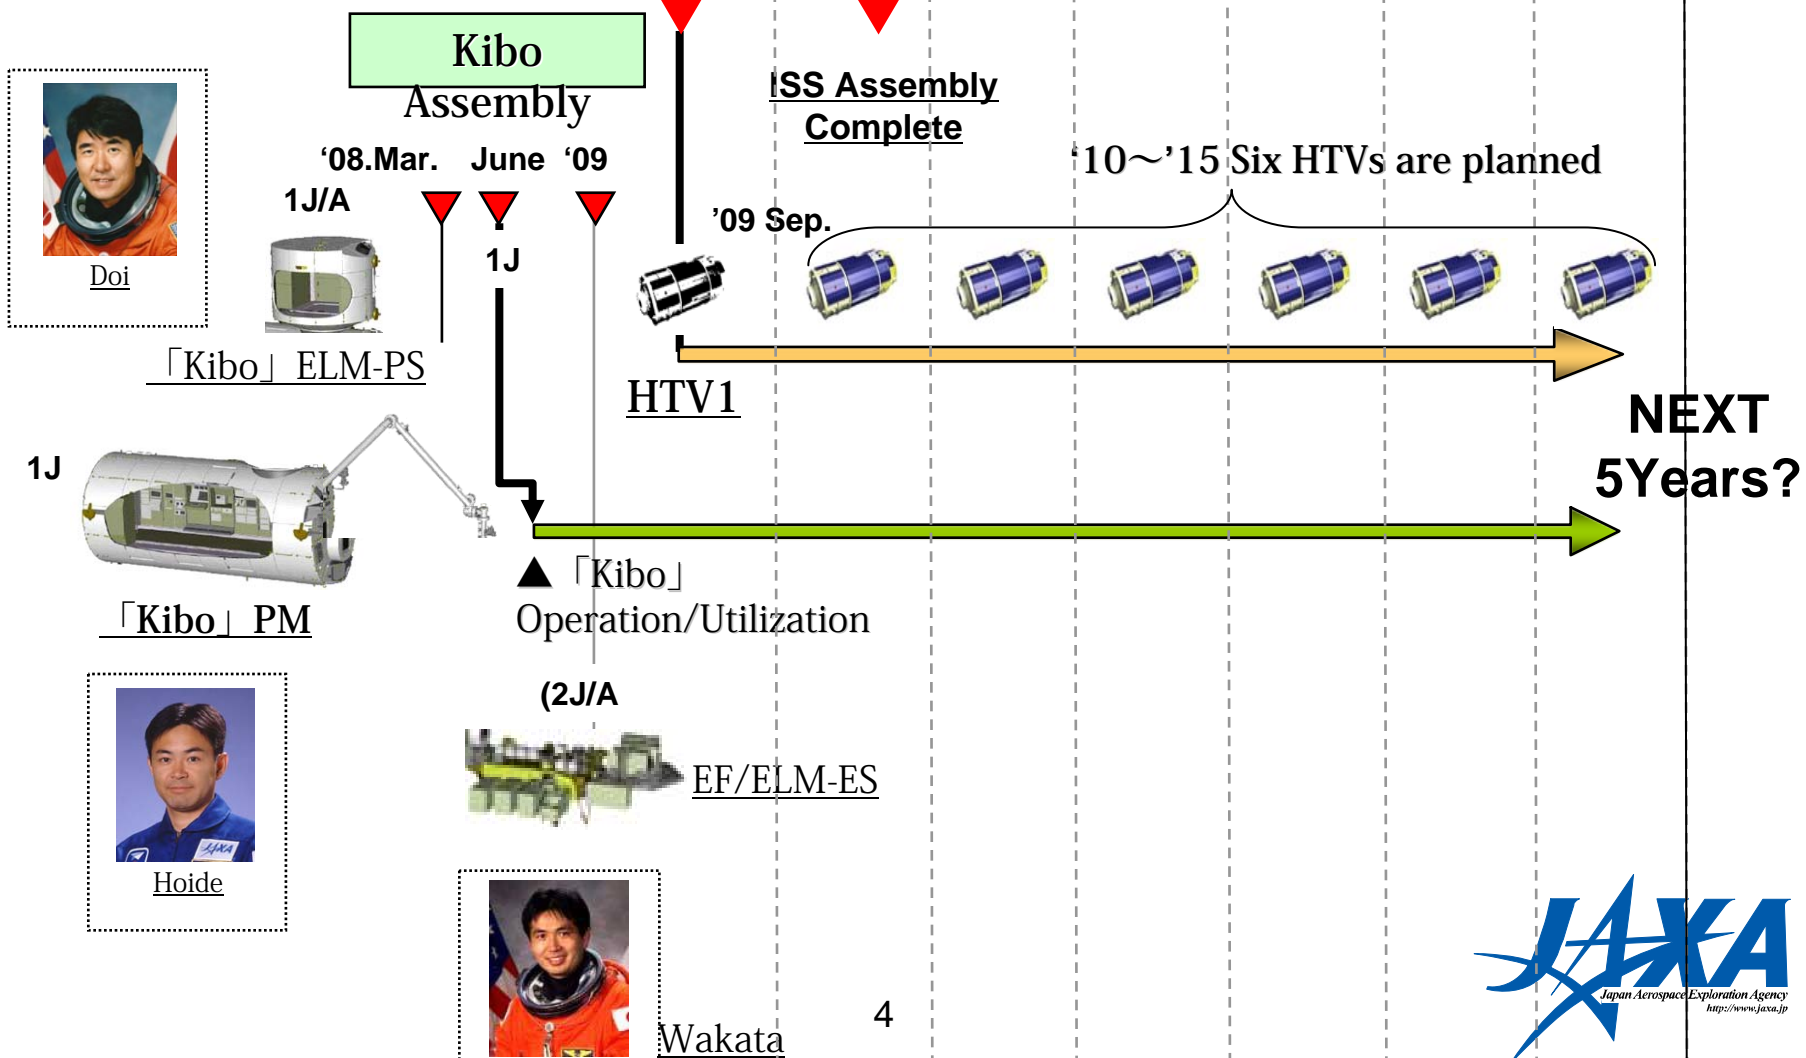 Kibo
Assembly
ISS Assembly
Complete
‘08.Mar.
June
‘09
1J/A
1J
’09 Sep.
‘10～’15 Six HTVs are planned
Doi
「Kibo」 ELM-PS
HTV1
NEXT
5Years?
1J
▲「Kibo」
Operation/Utilization
「Kibo」 PM
(2J/A
EF/ELM-ES
JAXA
Hoide
Wakata
4
JAXA
Japan Aerospace Exploration Agency
http://www.jaxa.jp